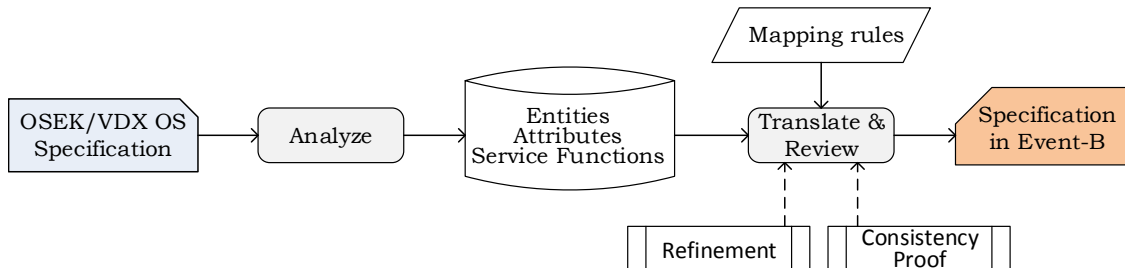 Mapping rules
OSEK/VDX OS
Specification
Analyze
Entities
Attributes
Service Functions
Translate &
Review
Specification
in Event-B
Refinement
Consistency
Proof